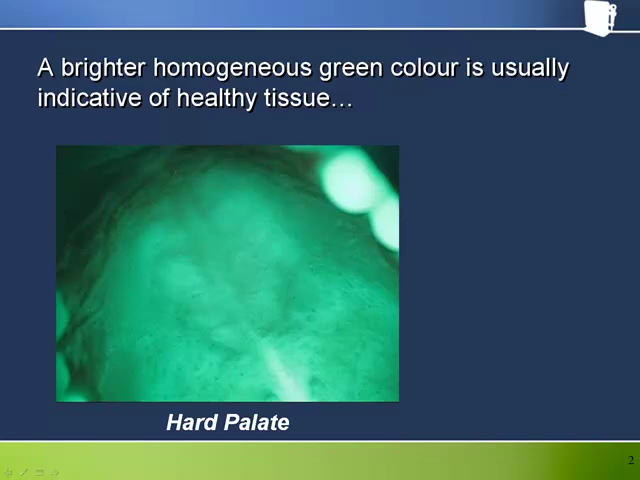 A brighter homogeneous green colour is usually
indicative of healthy tissue…
Hard Palate
2